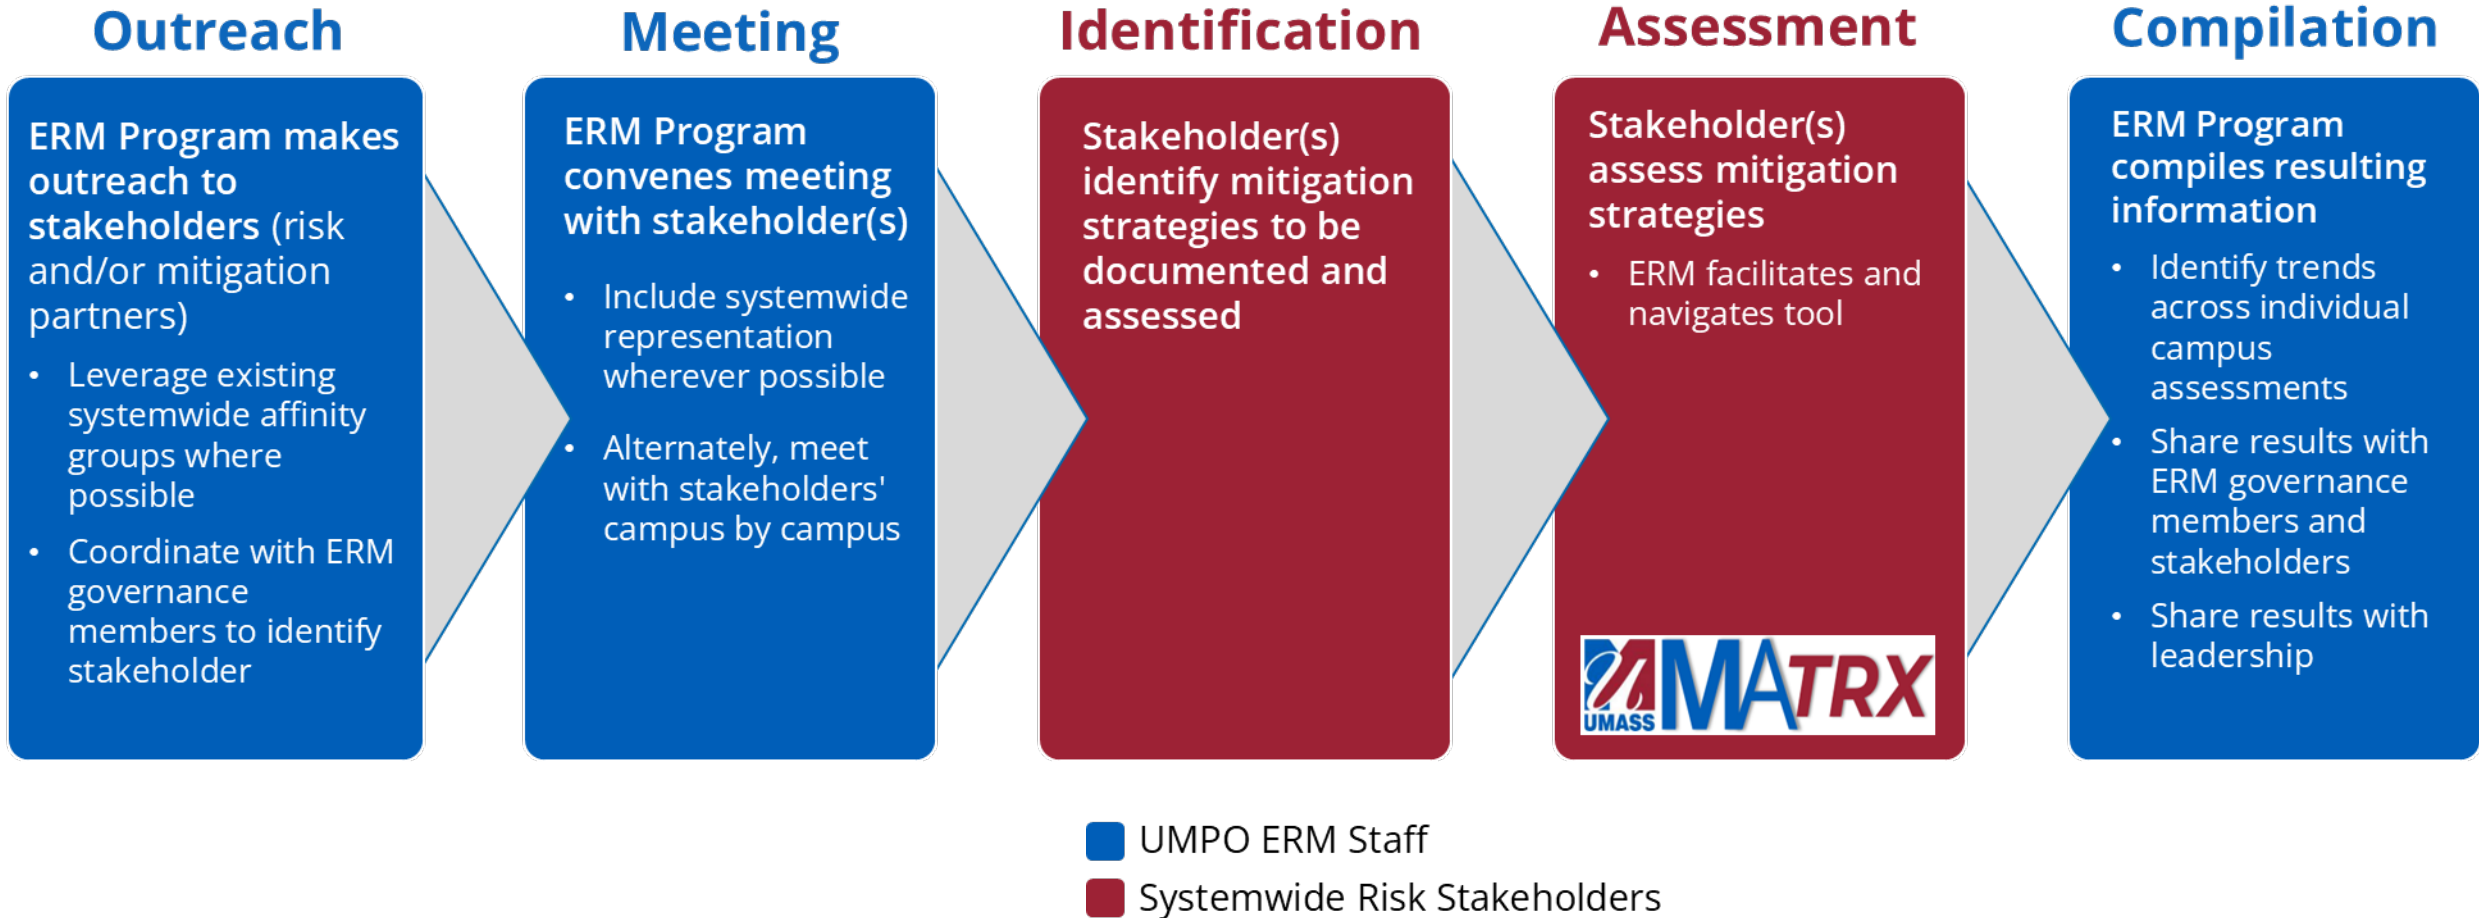 Outreach
ERM Program makes
outreach to
stakeholders (risk
and/or mitigation
partners)
• Leverage existing
systemwide affinity
groups where
possible
• Coordinate with ERM
governance
members to identify
stakeholder
Meeting
ERM Program
convenes meeting
with stakeholder(s)
• Include systemwide
representation
wherever possible
• Alternately, meet
with stakeholders'
campus by campus
Identification
Stakeholder(s)
identify mitigation
strategies to be
documented and
assessed
Assessment
Stakeholder(s)
assess mitigation
strategies
• ERM facilitates and
navigates tool
UMASS MATRX
Compilation
ERM Program
compiles resulting
information
• Identify trends
across individual
campus
assessments
• Share results with
ERM governance
members and
stakeholders
• Share results with
leadership
UMPO ERM Staff
Systemwide Risk Stakeholders